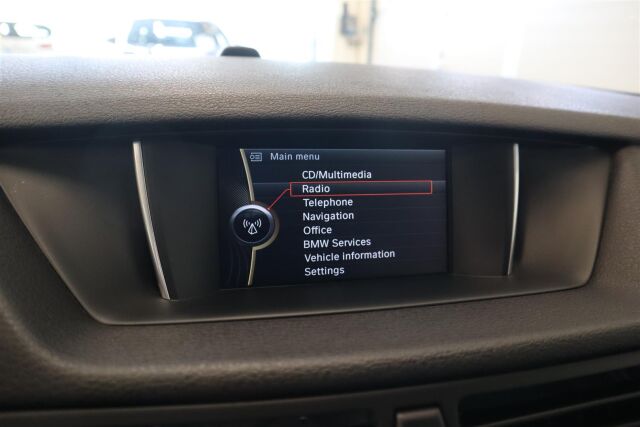 Main menu
CD/Multimedia
Radio
Telephone
Navigation
Office
BMW Services
Vehicle information
Settings